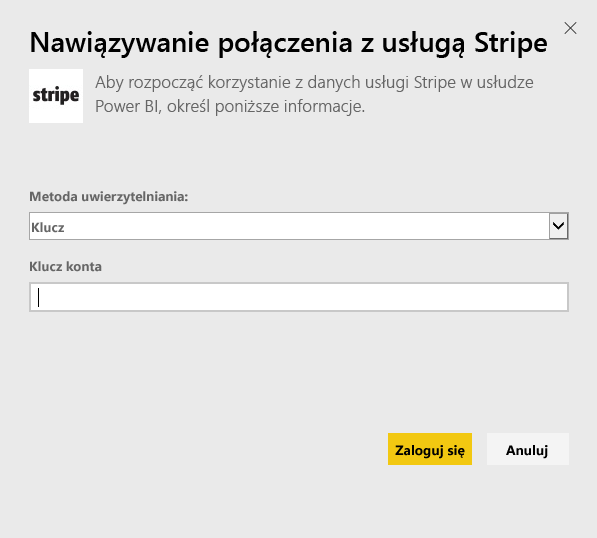 Nawiązywanie połączenia z usługą Stripe
stripe
Aby rozpocząć korzystanie z danych usługi Stripe w usłudze
Power BI, określ poniższe informacje.
Metoda uwierzytelniania:
Klucz
Klucz konta
Zaloguj się
Anuluj